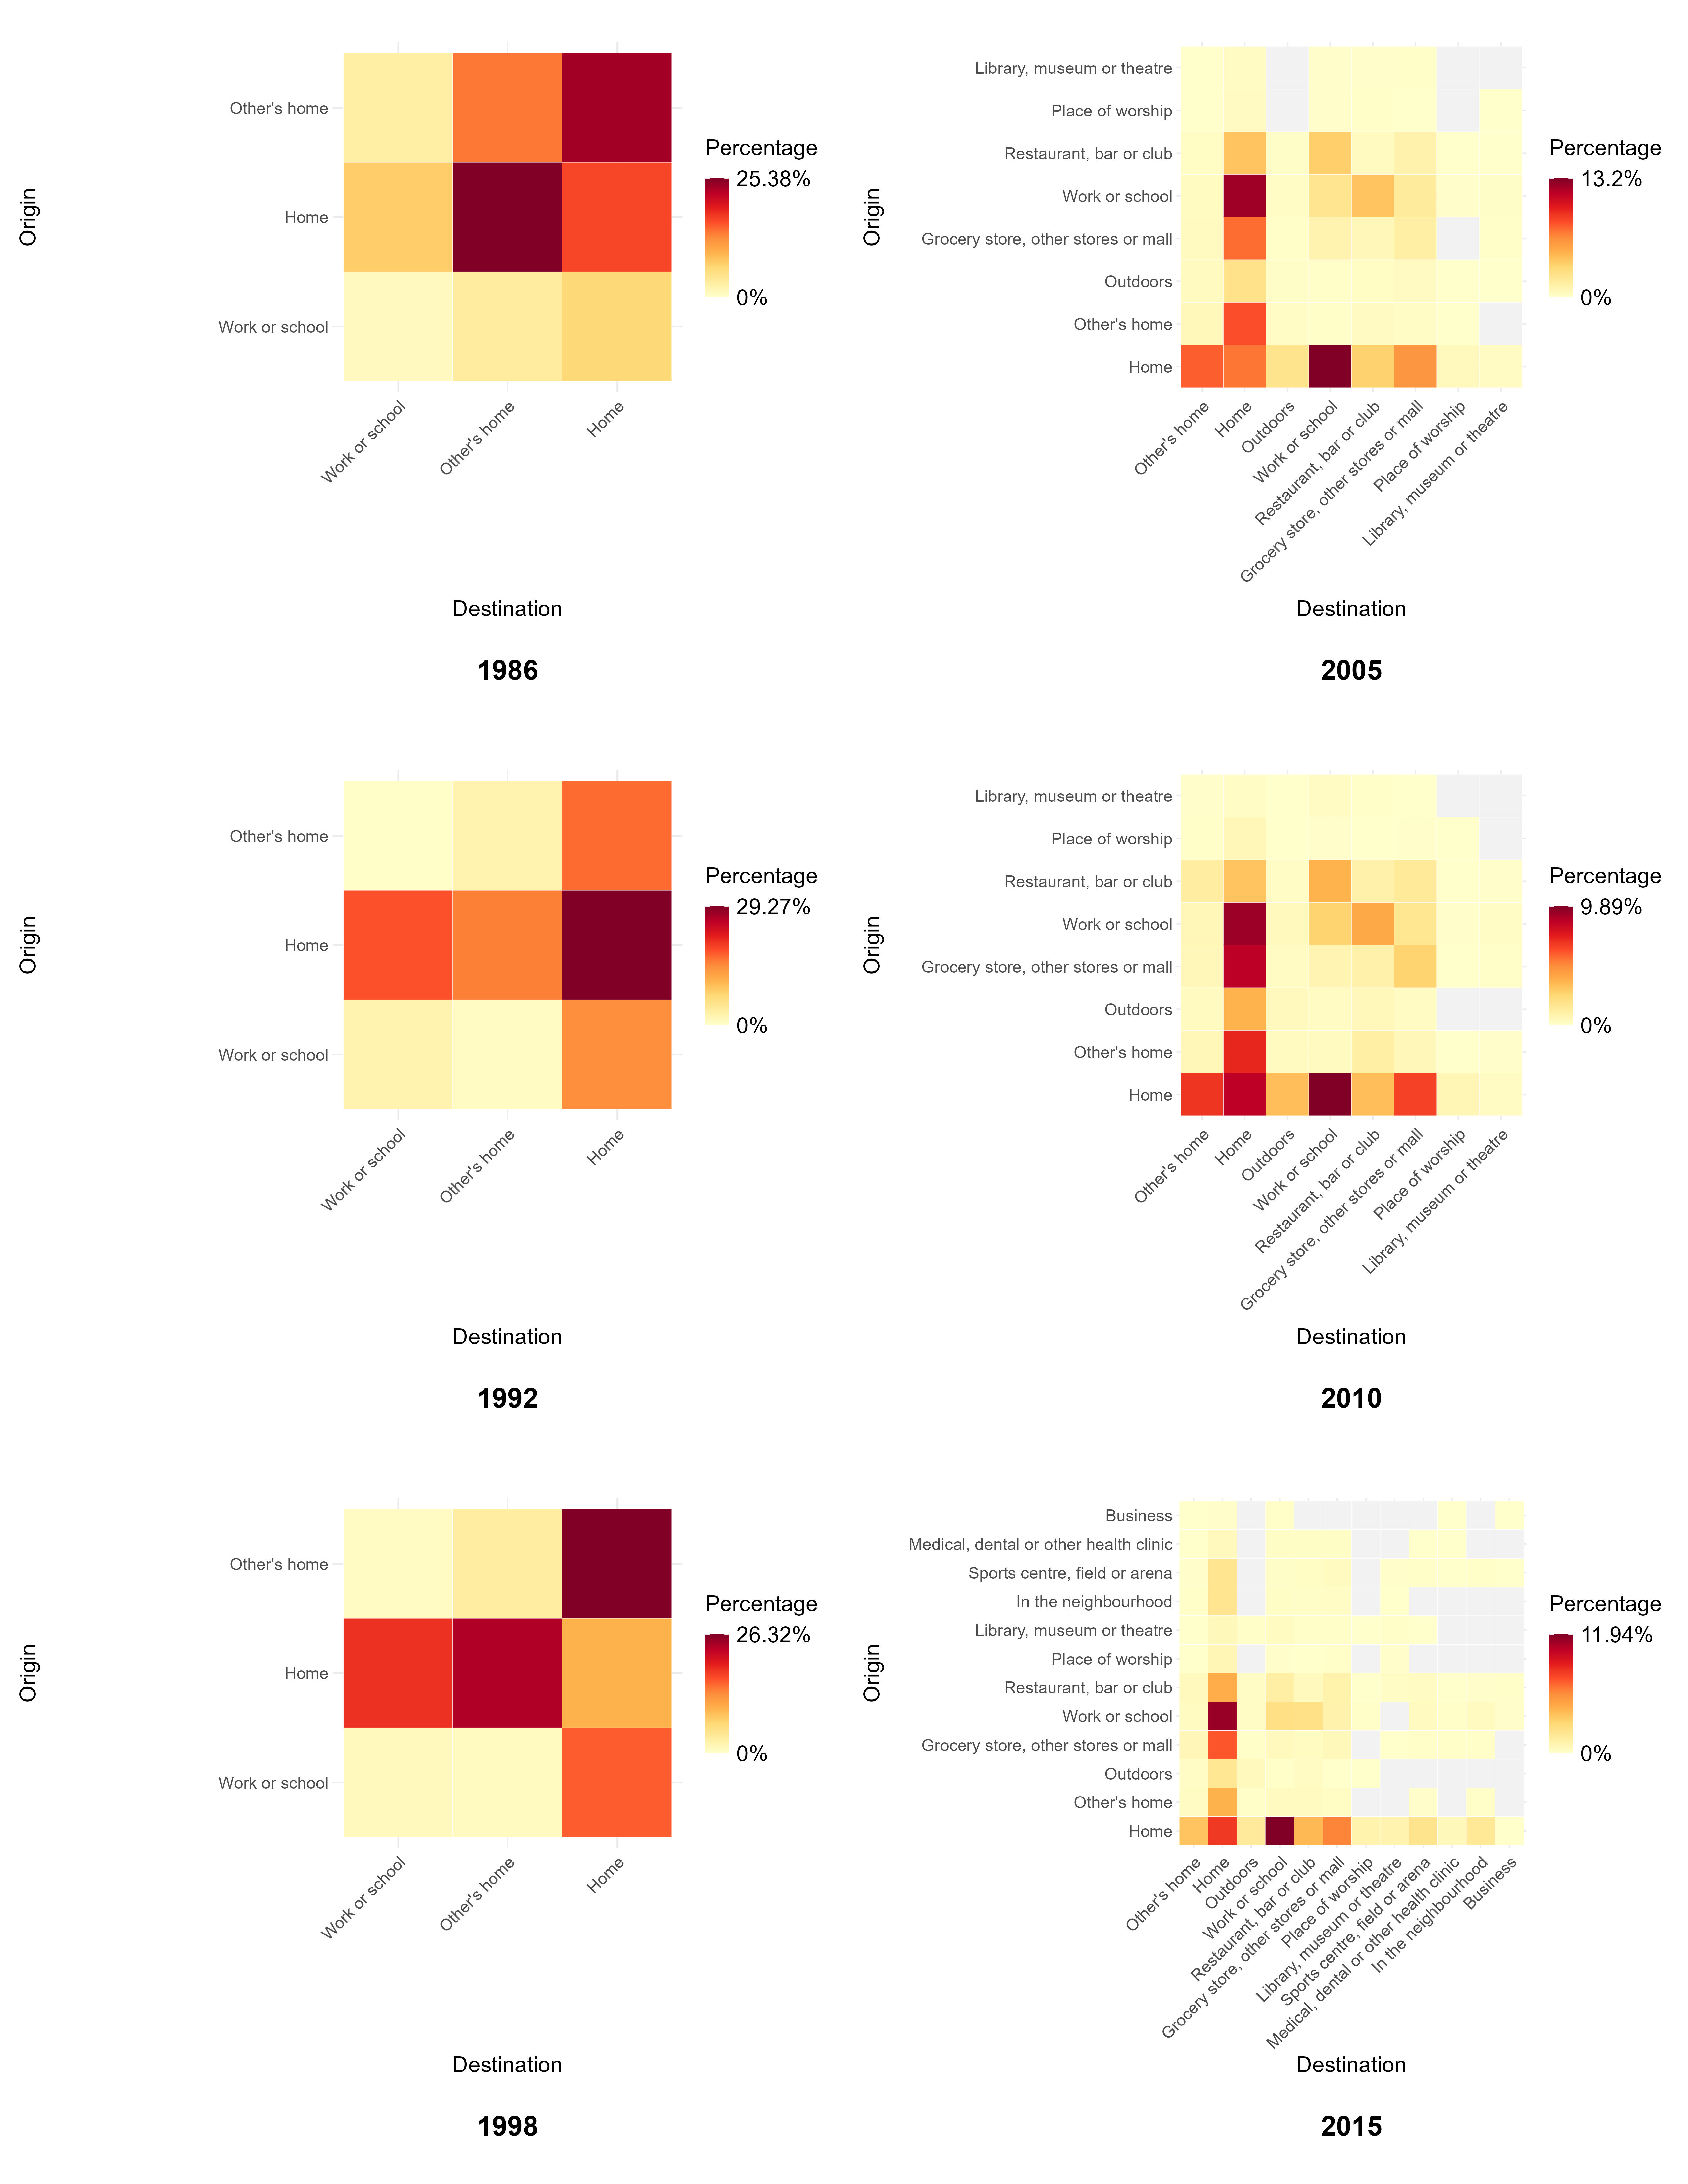 Origin
Other's home
Home
Work or school
Work or school
Other's home
Home
Destination
Percentage
25.38%
0%
1986
Origin
Library, museum or theatre
Place of worship
Restaurant, bar or club
Work or school
Grocery store, other stores or mall
Outdoors
Other's home
Home
Other's home
Home
Outdoors
Work or school
Restaurant, bar or club
Grocery store, other stores or mall
Place of worship
Library, museum or theatre
Destination
Percentage
13.2%
0%
2005
Origin
Other's home
Home
Work or school
Work or school
Other's home
Home
Destination
Percentage
29.27%
0%
1992
Origin
Library, museum or theatre
Place of worship
Restaurant, bar or club
Work or school
Grocery store, other stores or mall
Outdoors
Other's home
Home
Other's home
Home
Outdoors
Work or school
Restaurant, bar or club
Grocery store, other stores or mall
Place of worship
Library, museum or theatre
Destination
Percentage
9.89%
0%
2010
Origin
Other's home
Home
Work or school
Work or school
Other's home
Home
Destination
Percentage
26.32%
0%
1998
Origin
Business
Medical, dental or other health clinic
Sports centre, field or arena
In the neighbourhood
Library, museum or theatre
Place of worship
Restaurant, bar or club
Work or school
Grocery store, other stores or mall
Outdoors
Other's home
Home
Other's home
Home
Outdoors
Work or school
Restaurant, bar or club
Grocery store, other stores or mall
Place of worship
Library, museum or theatre
Sports centre, field or arena
Medical, dental or other health clinic
In the neighbourhood
Business
Destination
Percentage
11.94%
0%
2015